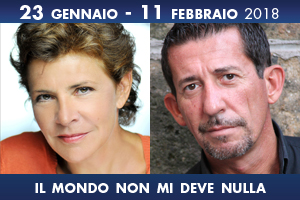 23 GENNAIO - 11 FEBBRAIO 2018
IL MONDO NON MI DEVE NULLA